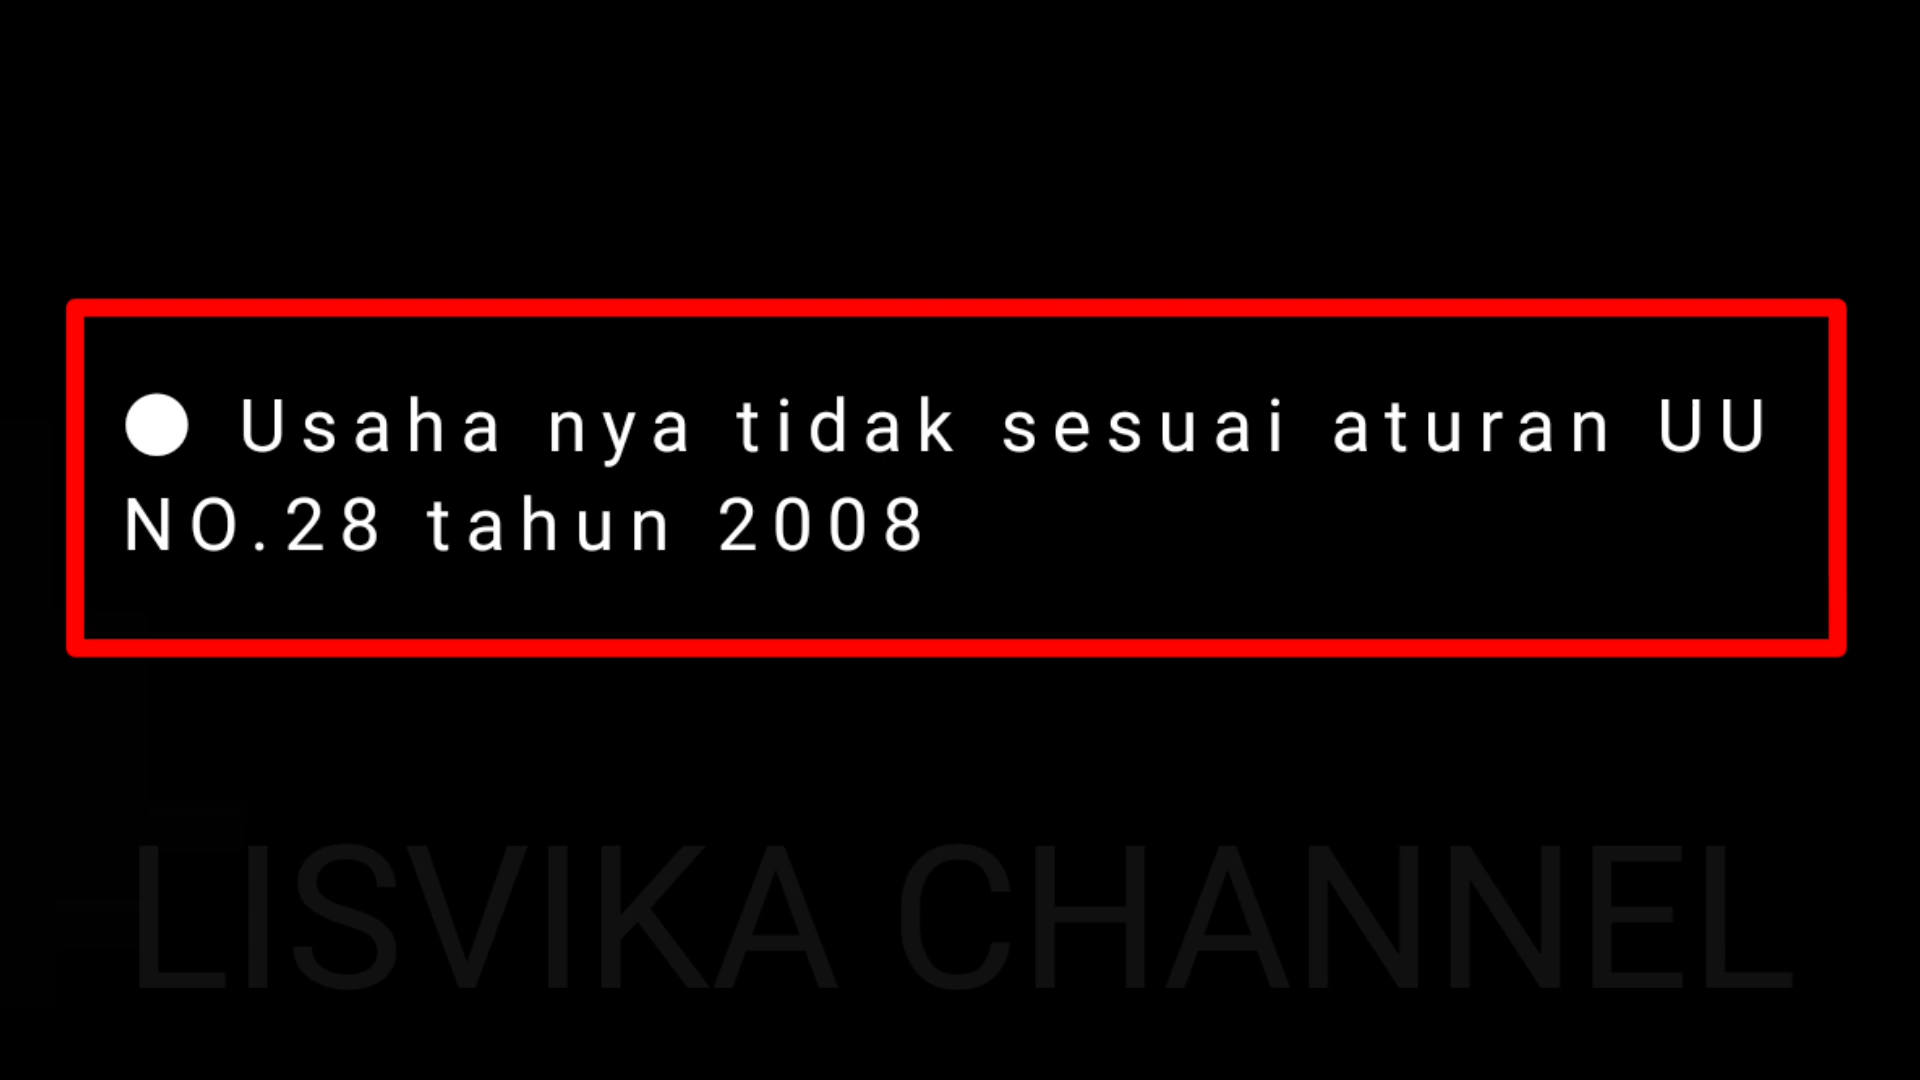 ● Usaha nya tidak sesuai aturan UU
NO.28 tahun 2008
LISVIKA CHANNEL